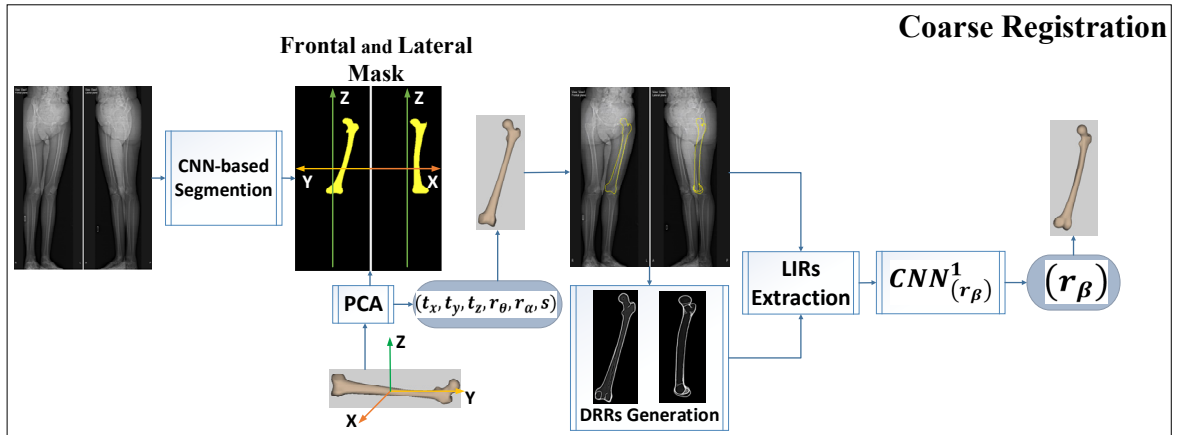 Coarse Registration
Frontal and Lateral
Mask
CNN-based
Segmention
Z
Z
Y
X
PCA
(t_x, t_y, t_z, r_θ, r_α, s)
Z
Y
X
DRRs Generation
LIRs
Extraction
CNN^1_(r_β)
(r_β)